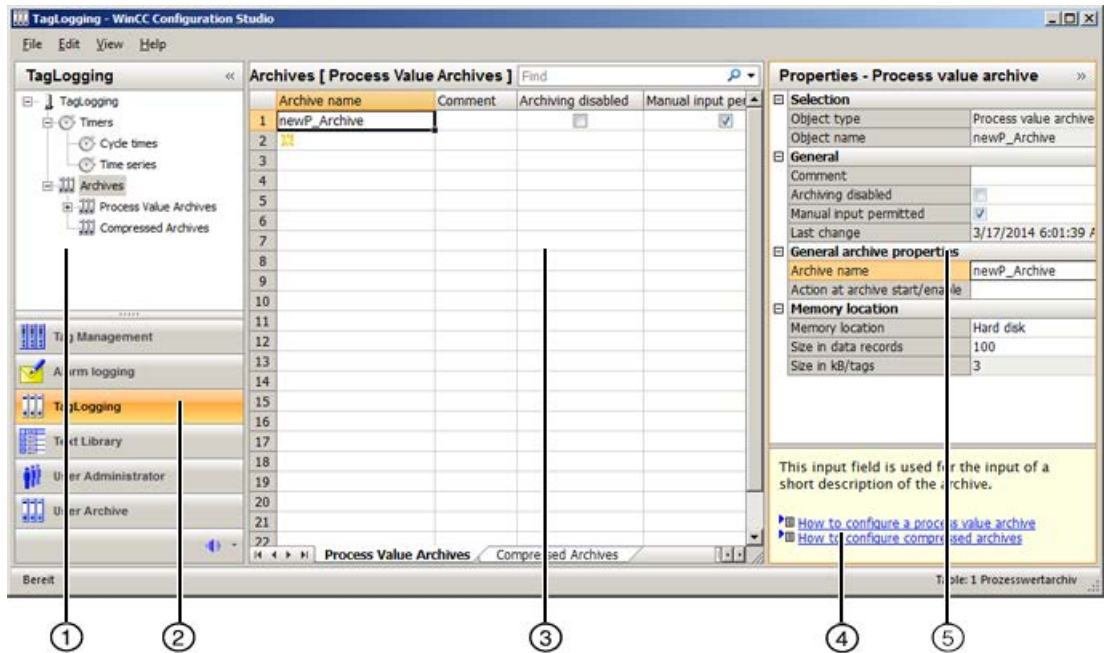 TagLogging - WinCC Configuration Studio
File Edit View Help
TagLogging «
TagLogging
Timers
Cycle times
Time series
Archives
Process Value Archives
Compressed Archives
Tag Management
Alarm logging
TagLogging
Text Library
User Administrator
User Archive
Archives [ Process Value Archives ] Find
Archive name Comment Archiving disabled Manual input per
1 newP_Archive
2
3
4
5
6
7
8
9
10
11
12
13
14
15
16
17
18
19
20
21
22
Process Value Archives Compressed Archives
Properties - Process value archive »
Selection
Object type Process value archive
Object name newP_Archive
General
Comment
Archiving disabled
Manual input permitted
Last change 3/17/2014 6:01:39 A
General archive properties
Archive name newP_Archive
Action at archive start/enable
Memory location
Memory location Hard disk
Size in data records 100
Size in kB/tags 3
This input field is used for the input of a
short description of the archive.
How to configure a process value archive
How to configure compressed archives
Bereit Table: 1 Prozesswertarchiv
① ② ③ ④ ⑤